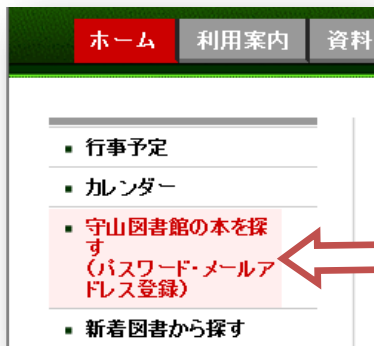 ホーム 利用案内 資料
行事予定
カレンダー
守山図書館の本を探
す
(パスワード・メールア
ドレス登録)
新着図書から探す